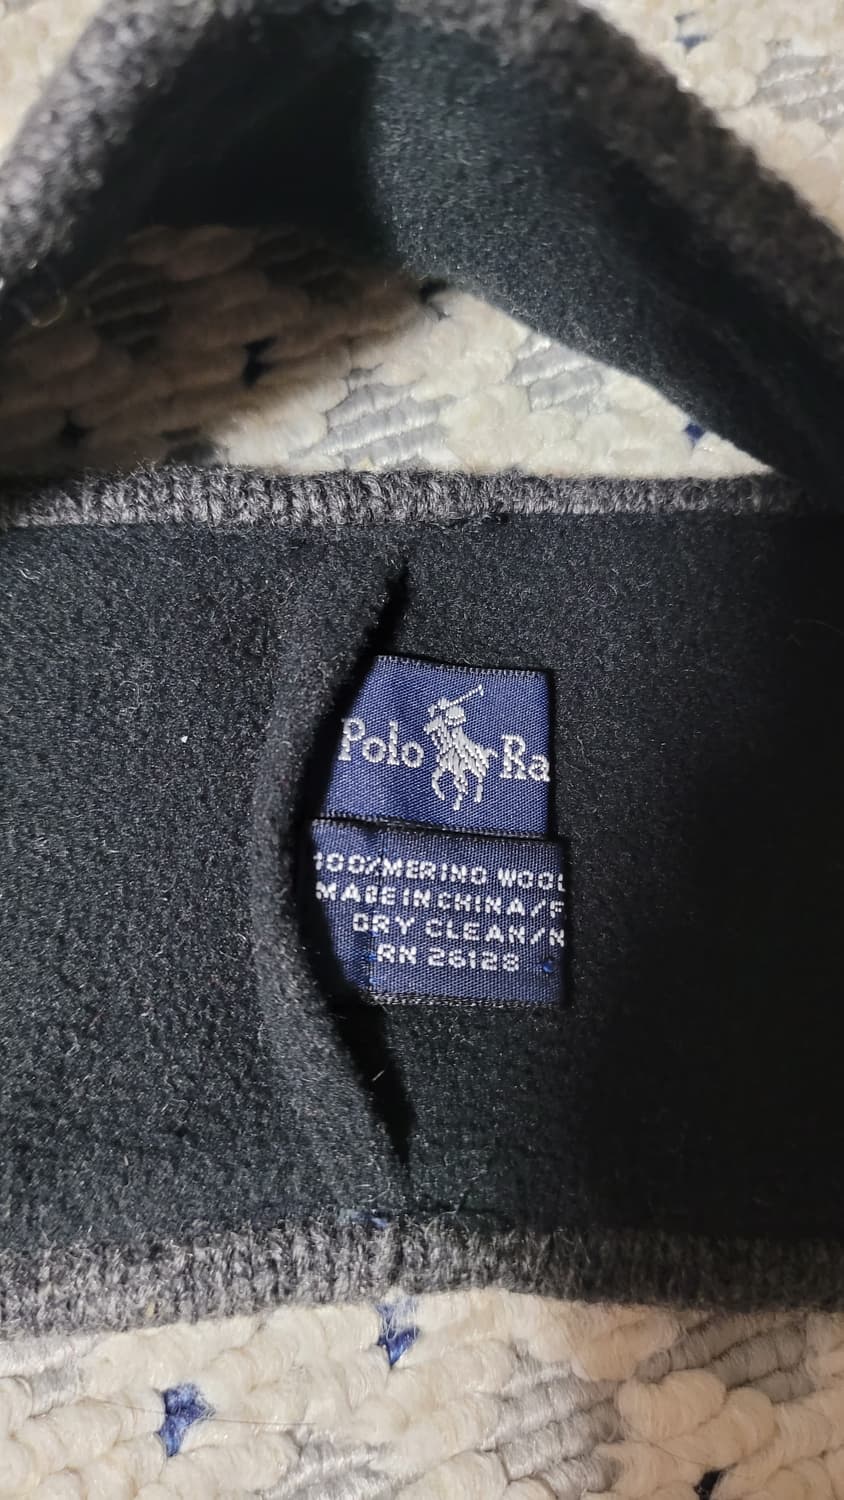 Polo Ra
100%MERINO WOOL
MADE IN CHINA/F
DRY CLEAN/N
RN 26128